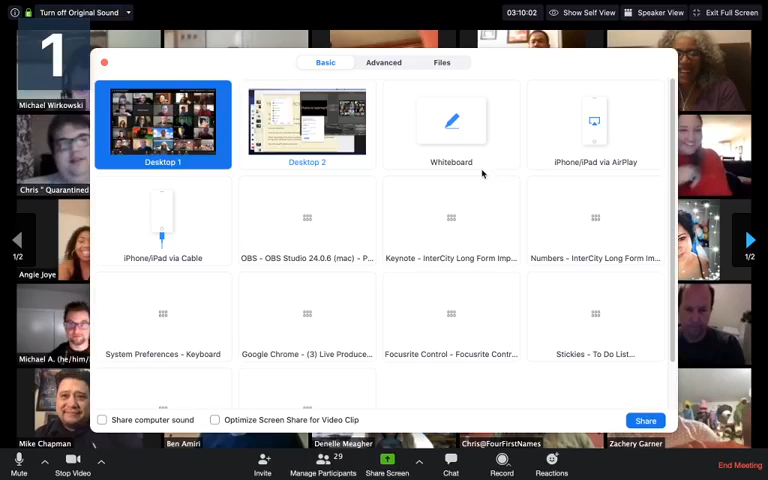 Turn off Original Sound
03:10:02
Show Self View
Speaker View
Exit Full Screen
1
Michael Wirkowski
Basic
Advanced
Files
Desktop 1
Desktop 2
Whiteboard
iPhone/iPad via AirPlay
Chris " Quarantined
1/2
1/2
iPhone/iPad via Cable
OBS - OBS Studio 24.0.6 (mac) - P...
Keynote - InterCity Long Form Imp...
Numbers - InterCity Long Form Im...
Angie Joye
System Preferences - Keyboard
Google Chrome - (3) Live Produce...
Focusrite Control - Focusrite Contr...
Stickies - To Do List...
Michael A. (he/him/
Share computer sound
Optimize Screen Share for Video Clip
Share
Mike Chapman
Ben Amiri
Denelle Meagher
Chris@FourFirstNames
Zachery Garner
Mute
Stop Video
Invite
Manage Participants
29
Share Screen
Chat
Record
Reactions
End Meeting